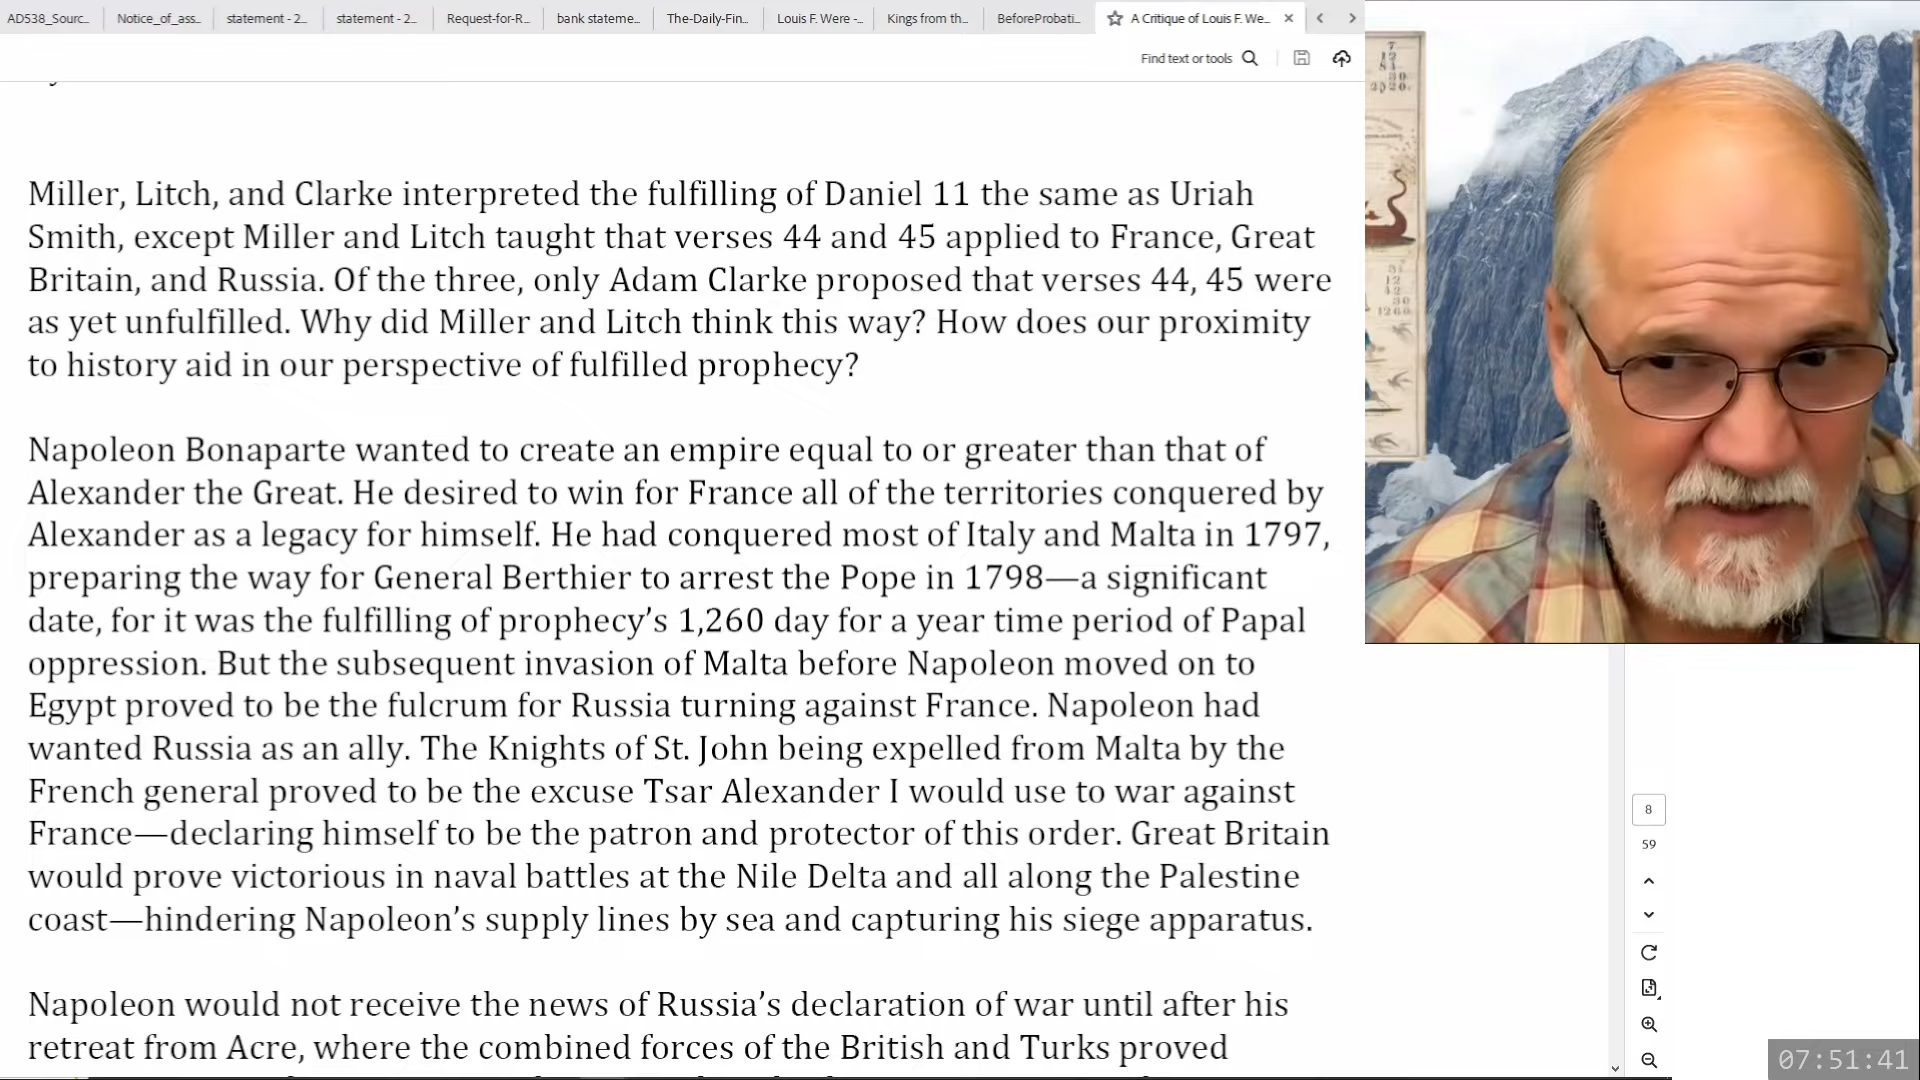 AD538_Sourc...
Notice_of_ass...
statement - 2...
statement - 2...
Request-for-R...
bank stateme...
The-Daily-Fin...
Louis F. Were -...
Kings from th...
BeforeProbati...
A Critique of Louis F. We...
Find text or tools
Miller, Litch, and Clarke interpreted the fulfilling of Daniel 11 the same as Uriah
Smith, except Miller and Litch taught that verses 44 and 45 applied to France, Great
Britain, and Russia. Of the three, only Adam Clarke proposed that verses 44, 45 were
as yet unfulfilled. Why did Miller and Litch think this way? How does our proximity
to history aid in our perspective of fulfilled prophecy?
Napoleon Bonaparte wanted to create an empire equal to or greater than that of
Alexander the Great. He desired to win for France all of the territories conquered by
Alexander as a legacy for himself. He had conquered most of Italy and Malta in 1797,
preparing the way for General Berthier to arrest the Pope in 1798—a significant
date, for it was the fulfilling of prophecy's 1,260 day for a year time period of Papal
oppression. But the subsequent invasion of Malta before Napoleon moved on to
Egypt proved to be the fulcrum for Russia turning against France. Napoleon had
wanted Russia as an ally. The Knights of St. John being expelled from Malta by the
French general proved to be the excuse Tsar Alexander I would use to war against
France—declaring himself to be the patron and protector of this order. Great Britain
would prove victorious in naval battles at the Nile Delta and all along the Palestine
coast—hindering Napoleon's supply lines by sea and capturing his siege apparatus.
Napoleon would not receive the news of Russia's declaration of war until after his
retreat from Acre, where the combined forces of the British and Turks proved
8
59
07:51:41